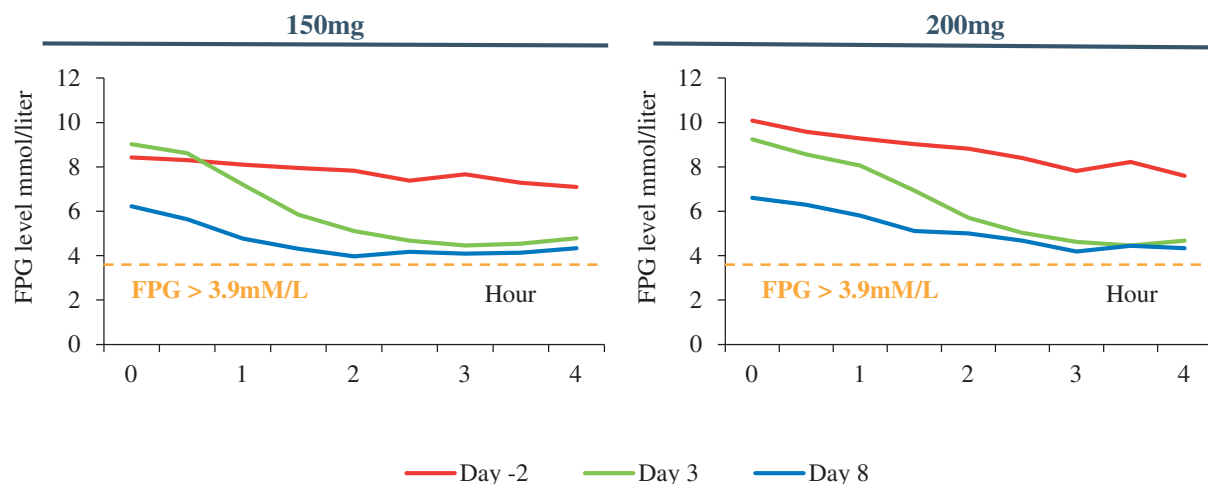 150mg
FPG level mmol/liter
12
10
8
6
4
2
0
FPG > 3.9mM/L
Hour
0 1 2 3 4
200mg
FPG level mmol/liter
12
10
8
6
4
2
0
FPG > 3.9mM/L
Hour
0 1 2 3 4
Day -2 Day 3 Day 8